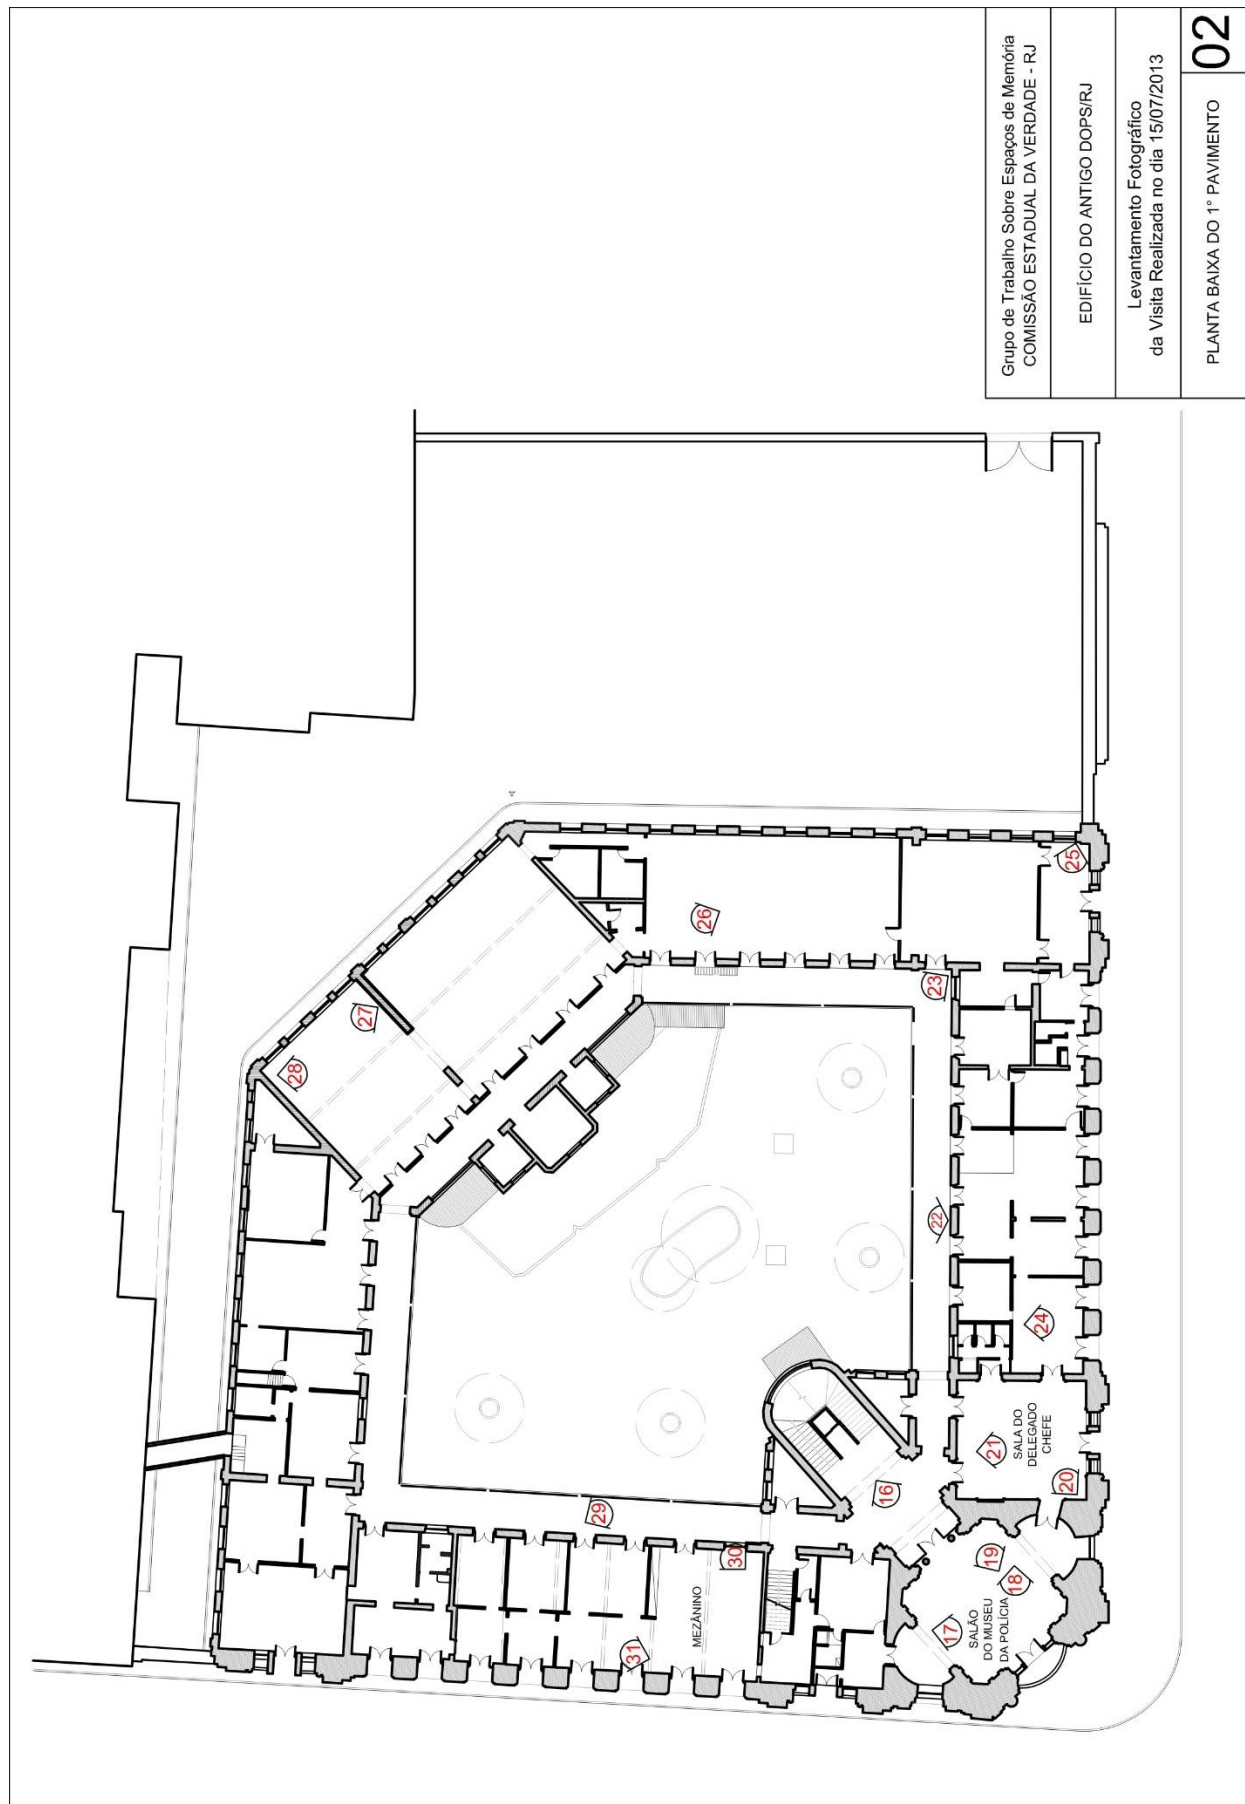 Grupo de Trabalho Sobre Espaços de Memória
COMISSÃO ESTADUAL DA VERDADE - RJ
EDIFÍCIO DO ANTIGO DOPS/RJ
Levantamento Fotográfico
da Visita Realizada no dia 15/07/2013
PLANTA BAIXA DO 1° PAVIMENTO
02
28
27
26
25
23
22
24
29
30
31
MEZÂNINO
16
21
SALA DO
DELEGADO
CHEFE
20
19
18
17
SALÃO
DO MUSEU
DA POLÍCIA